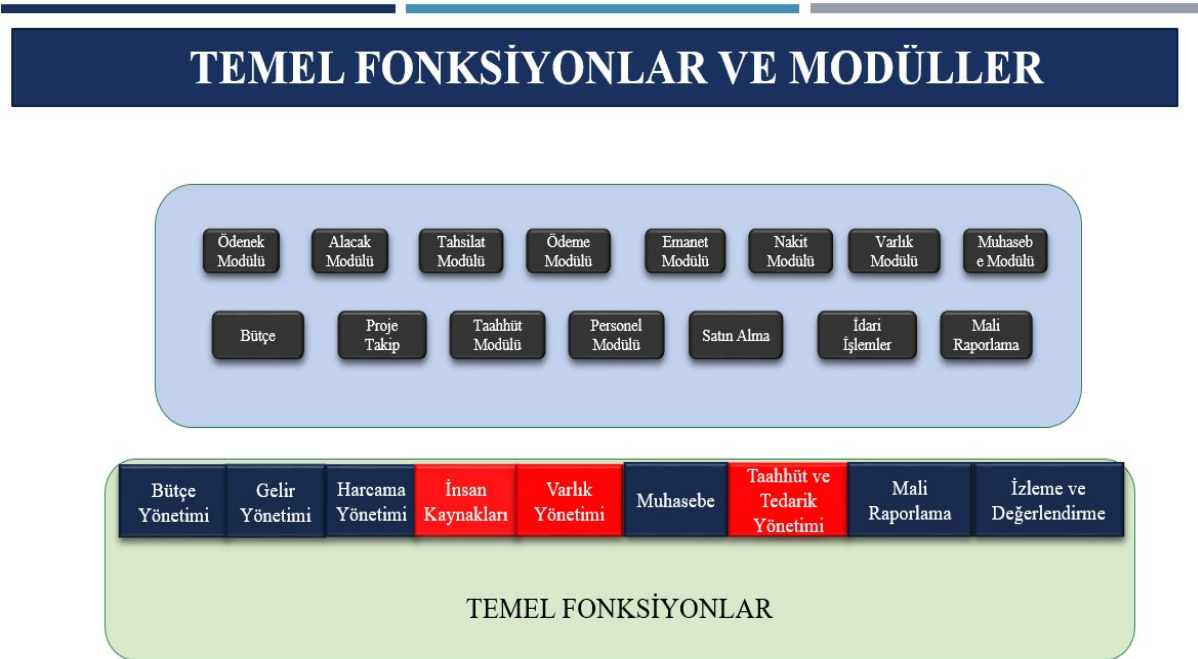 TEMEL FONKSİYONLAR VE MODÜLLER
Ödenek
Modülü
Alacak
Modülü
Tahsilat
Modülü
Ödeme
Modülü
Emanet
Modülü
Nakit
Modülü
Varlık
Modülü
Muhaseb
e Modülü
Bütçe
Proje
Takip
Taahhüt
Modülü
Personel
Modülü
Satın Alma
İdari
İşlemler
Mali
Raporlama
Bütçe
Yönetimi
Gelir
Yönetimi
Harcama
Yönetimi
İnsan
Kaynakları
Varlık
Yönetimi
Muhasebe
Taahhüt ve
Tedarik
Yönetimi
Mali
Raporlama
İzleme ve
Değerlendirme
TEMEL FONKSİYONLAR